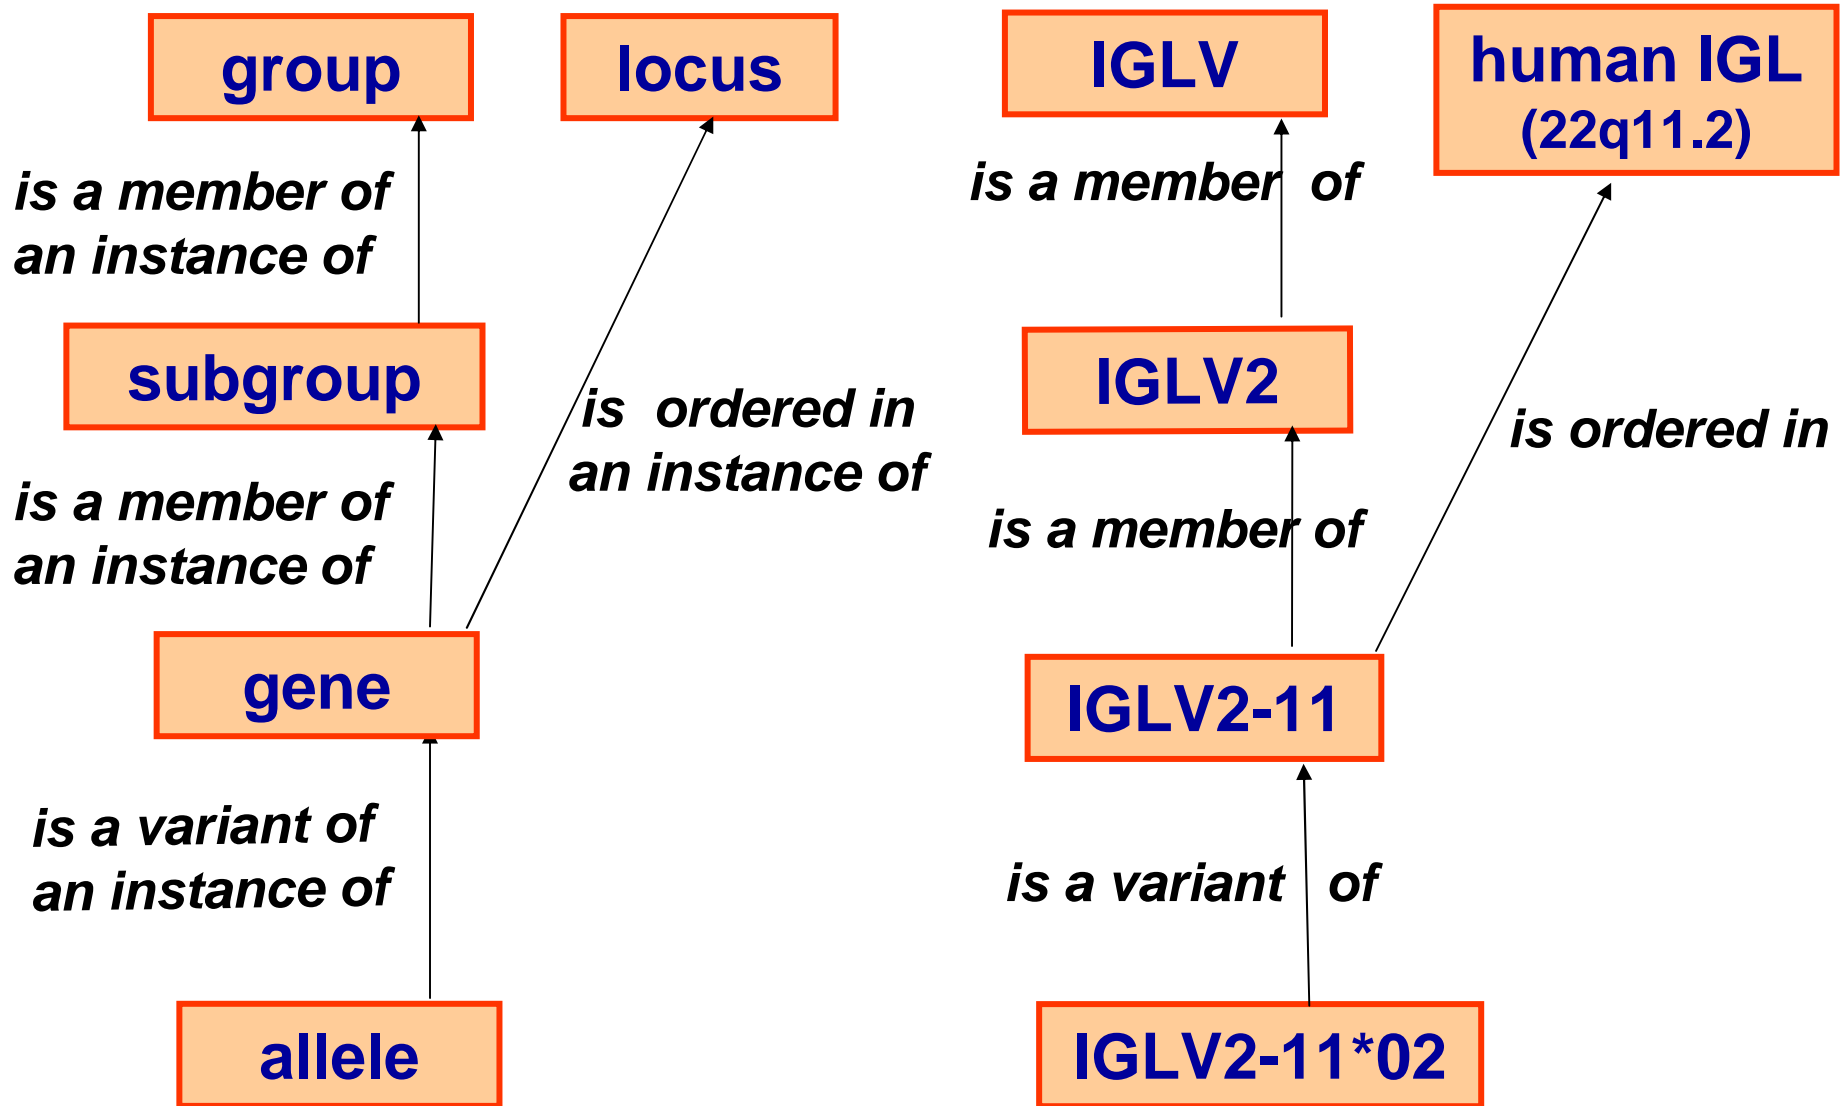 group
locus
is a member of
an instance of
subgroup
is ordered in
an instance of
is a member of
an instance of
gene
is a variant of
an instance of
allele
IGLV
human IGL
(22q11.2)
is a member of
IGLV2
is ordered in
is a member of
IGLV2-11
is a variant of
IGLV2-11*02